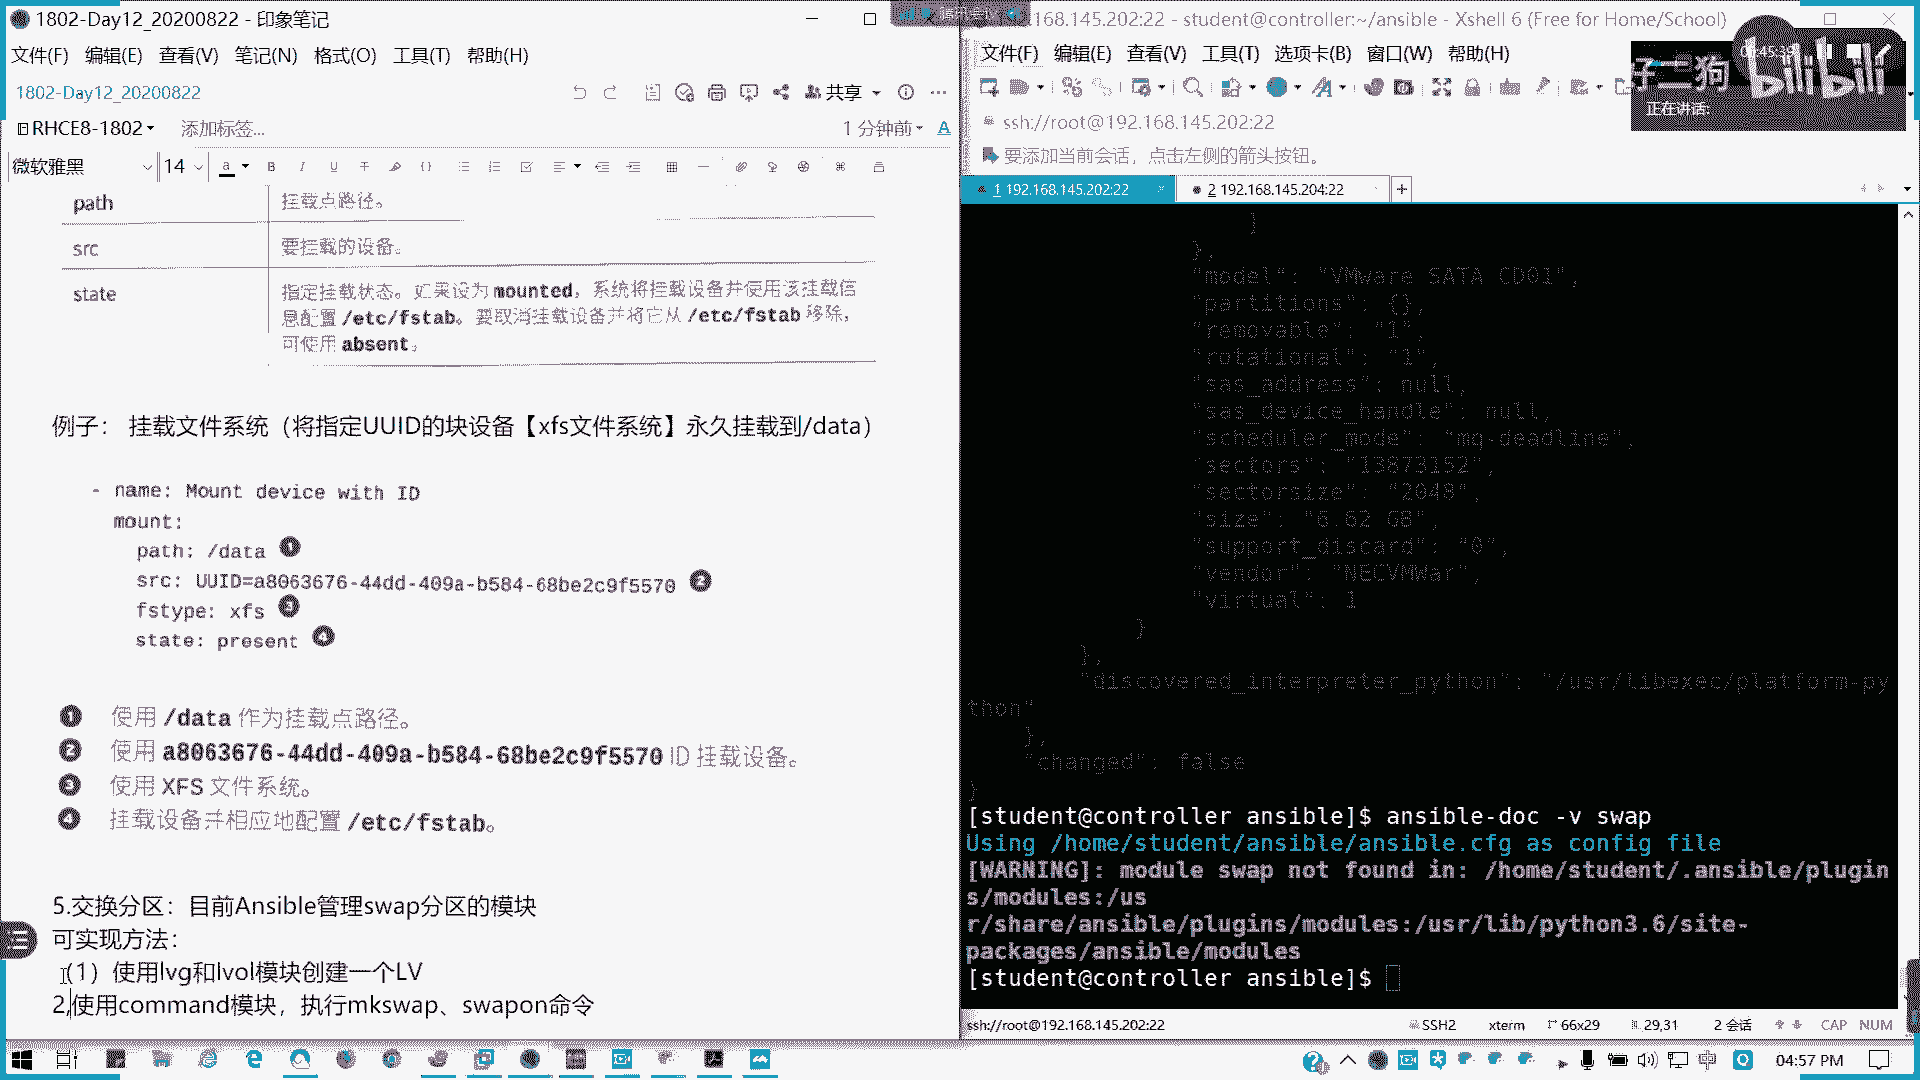 1802-Day12_20200822 - 印象笔记
文件(F) 编辑(E) 查看(V) 笔记(N) 格式(O) 工具(T) 帮助(H)
1802-Day12_20200822
共享
RHCE8-1802
添加标签...
1 分钟前
微软雅黑
14
path
挂载点路径。
src
要挂载的设备。
state
指定挂载状态。如果设为 mounted，系统将挂载设备并使用该挂载信
息配置 /etc/fstab。要取消挂载设备并将它从 /etc/fstab 移除，
可使用 absent。
例子： 挂载文件系统（将指定UUID的块设备【xfs文件系统】永久挂载到/data）
- name: Mount device with ID
mount:
path: /data ❶
src: UUID=a8063676-44dd-409a-b584-68be2c9f5570 ❷
fstype: xfs ❸
state: present ❹
❶ 使用 /data 作为挂载点路径。
❷ 使用 a8063676-44dd-409a-b584-68be2c9f5570 ID 挂载设备。
❸ 使用 XFS 文件系统。
❹ 挂载设备并相应地配置 /etc/fstab。
5.交换分区：目前Ansible管理swap分区的模块
可实现方法：
（1）使用lvg和lvol模块创建一个LV
2,使用command模块，执行mkswap、swapon命令
168.145.202:22 - student@controller:~/ansible - Xshell 6 (Free for Home/School)
文件(F) 编辑(E) 查看(V) 工具(T) 选项卡(B) 窗口(W) 帮助(H)
bilibili
正在讲话:
ssh://root@192.168.145.202:22
要添加当前会话，点击左侧的箭头按钮。
1 192.168.145.202:22
2 192.168.145.204:22
}
},
"model": "VMware SATA CD01",
"partitions": {},
"removable": "1",
"rotational": "1",
"sas_address": null,
"sas_device_handle": null,
"scheduler_mode": "mq-deadline",
"sectors": "13873152",
"sectorsize": "2048",
"size": "6.62 GB",
"support_discard": "0",
"vendor": "NECVMWar",
"virtual": 1
}
},
"discovered_interpreter_python": "/usr/libexec/platform-py
thon"
},
"changed": false
}
[student@controller ansible]$ ansible-doc -v swap
Using /home/student/ansible/ansible.cfg as config file
[WARNING]: module swap not found in: /home/student/.ansible/plugin
s/modules:/us
r/share/ansible/plugins/modules:/usr/lib/python3.6/site-
packages/ansible/modules
[student@controller ansible]$
ssh://root@192.168.145.202:22
SSH2 xterm 66x29 29,31 2 会话 CAP NUM
中
04:57 PM